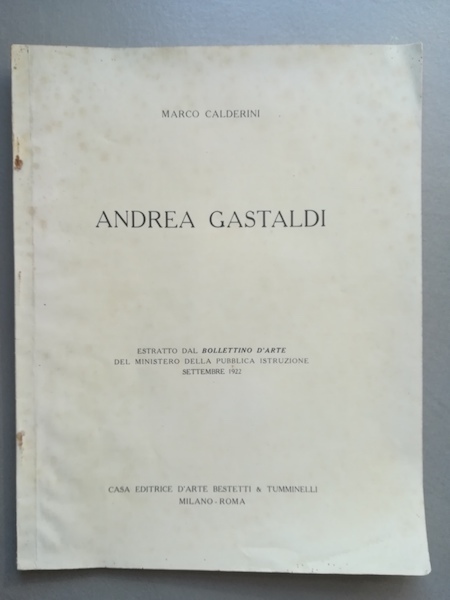 MARCO CALDERINI
ANDREA GASTALDI
ESTRATTO DAL BOLLETTINO D'ARTE
DEL MINISTERO DELLA PUBBLICA ISTRUZIONE
SETTEMBRE 1922
CASA EDITRICE D'ARTE BESTETTI & TUMMINELLI
MILANO-ROMA